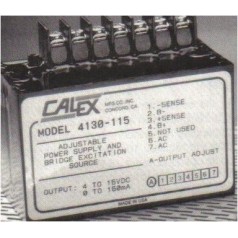 CALEX MFG.CO.,INC.
CONCORD, CA.
MODEL 4130-115
ADJUSTABLE
POWER SUPPLY AND
BRIDGE EXCITATION
SOURCE
OUTPUT: 4 TO 15VDC
0 TO 150mA
1.-SENSE
2.B-
3.+SENSE
4.B+
5.NOT USED
6.AC
7.AC
A-OUTPUT ADJUST
A 1 2 3 4 5 6 7
MADE IN USA